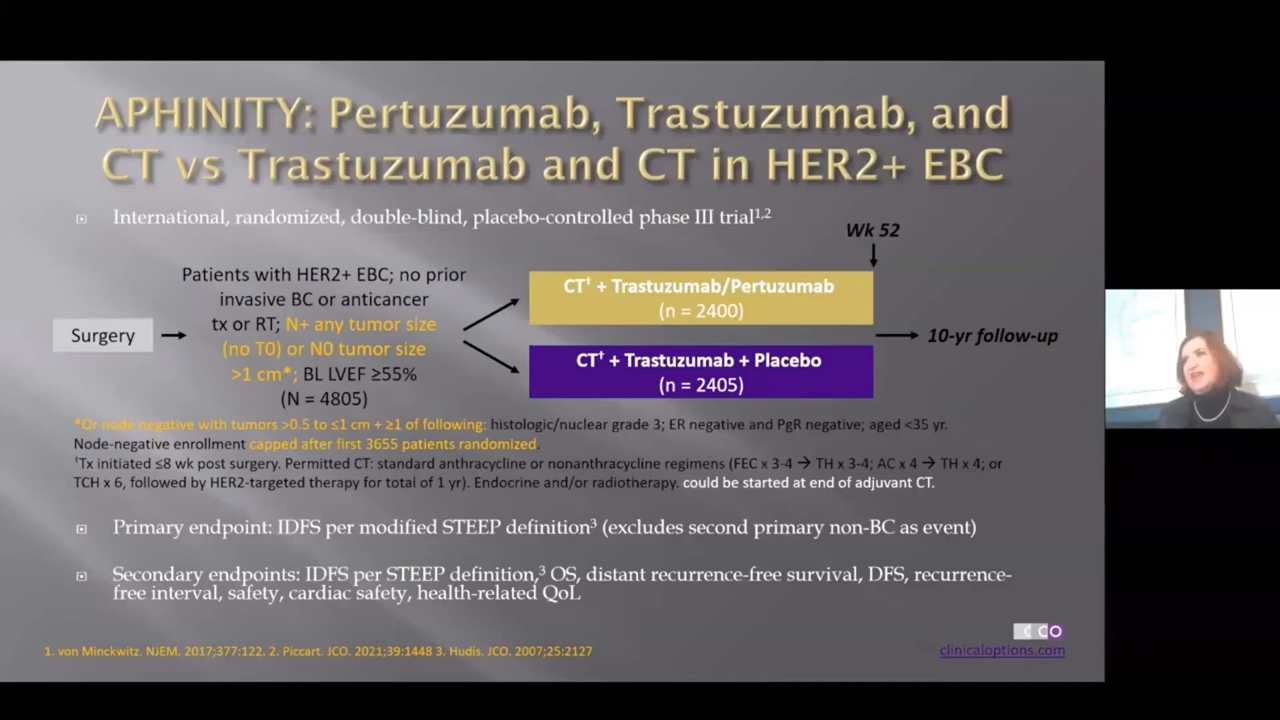 APHINITY: Pertuzumab, Trastuzumab, and
CT vs Trastuzumab and CT in HER2+ EBC
International, randomized, double-blind, placebo-controlled phase III trial1,2
Wk 52
Surgery
Patients with HER2+ EBC; no prior
invasive BC or anticancer
tx or RT; N+ any tumor size
(no T0) or N0 tumor size
>1 cm*; BL LVEF ≥55%
(N = 4805)
CT† + Trastuzumab/Pertuzumab
(n = 2400)
CT† + Trastuzumab + Placebo
(n = 2405)
10-yr follow-up
*Or node negative with tumors >0.5 to ≤1 cm + ≥1 of following: histologic/nuclear grade 3; ER negative and PgR negative; aged <35 yr.
Node-negative enrollment capped after first 3655 patients randomized.
†Tx initiated ≤8 wk post surgery. Permitted CT: standard anthracycline or nonanthracycline regimens (FEC x 3-4 → TH x 3-4; AC x 4 → TH x 4; or
TCH x 6, followed by HER2-targeted therapy for total of 1 yr). Endocrine and/or radiotherapy. could be started at end of adjuvant CT.
Primary endpoint: IDFS per modified STEEP definition3 (excludes second primary non-BC as event)
Secondary endpoints: IDFS per STEEP definition,3 OS, distant recurrence-free survival, DFS, recurrence-
free interval, safety, cardiac safety, health-related QoL
CCO
1. von Minckwitz. NJEM. 2017;377:122. 2. Piccart. JCO. 2021;39:1448 3. Hudis. JCO. 2007;25:2127
clinicaloptions.com